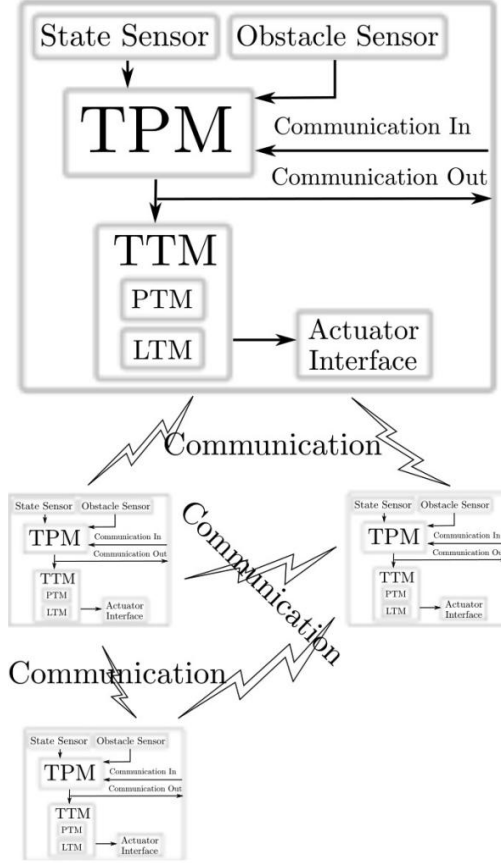 State Sensor
Obstacle Sensor
TPM
Communication In
Communication Out
TTM
PTM
LTM
Actuator
Interface
Communication
State Sensor
Obstacle Sensor
TPM
Communication In
Communication Out
TTM
PTM
LTM
Actuator
Interface
Communication
State Sensor
Obstacle Sensor
TPM
Communication In
Communication Out
TTM
PTM
LTM
Actuator
Interface
Communication
State Sensor
Obstacle Sensor
TPM
Communication In
Communication Out
TTM
PTM
LTM
Actuator
Interface